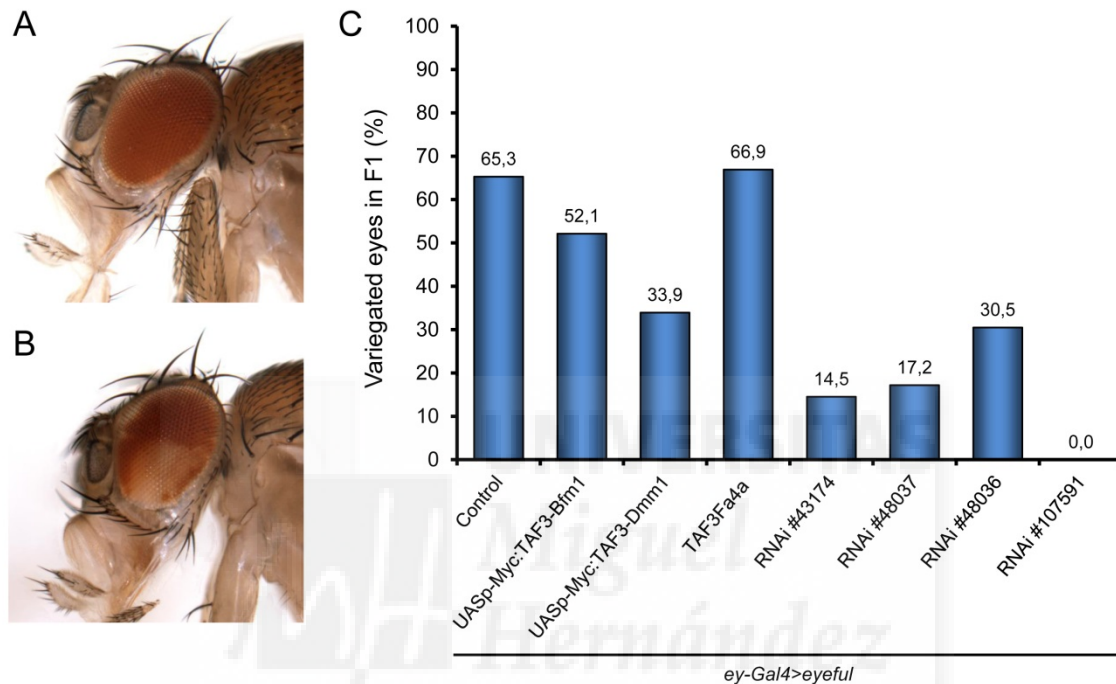 A
B
C
Variegated eyes in F1 (%)
100
90
80
70
60
50
40
30
20
10
0
65,3
52,1
33,9
66,9
14,5
17,2
30,5
0,0
Control
UASp-Myc:TAF3-Bfm1
UASp-Myc:TAF3-Dmm1
TAF3Fa4a
RNAi #43174
RNAi #48037
RNAi #48036
RNAi #107591
ey-Gal4>eyeful
UNIVERSITAS
Miguel
Hernández